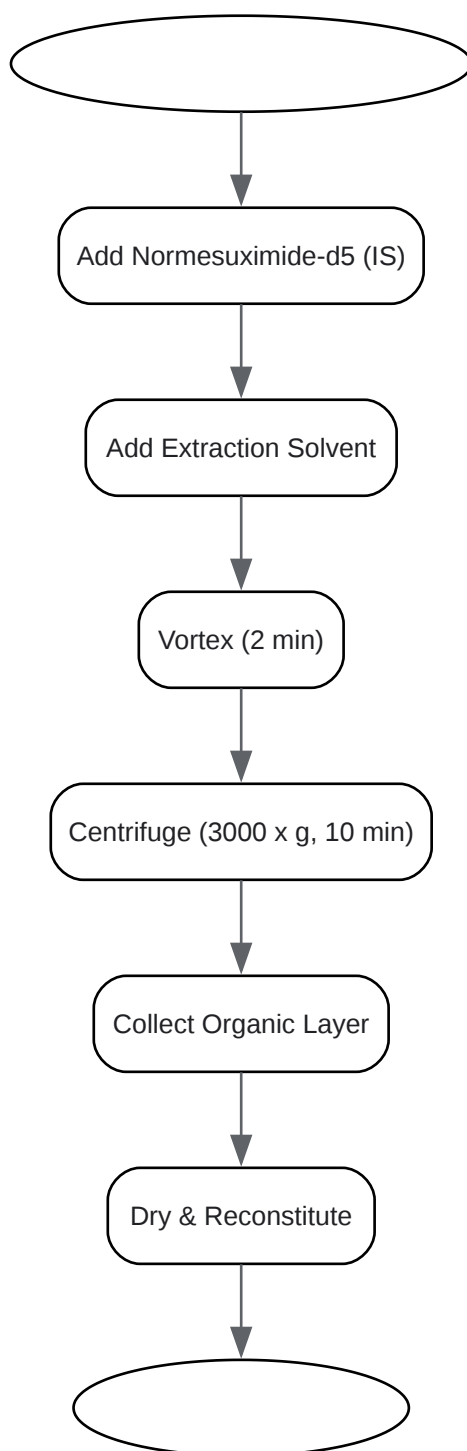 Add Normesuximide-d5 (IS)
Add Extraction Solvent
Vortex (2 min)
Centrifuge (3000 x g, 10 min)
Collect Organic Layer
Dry & Reconstitute